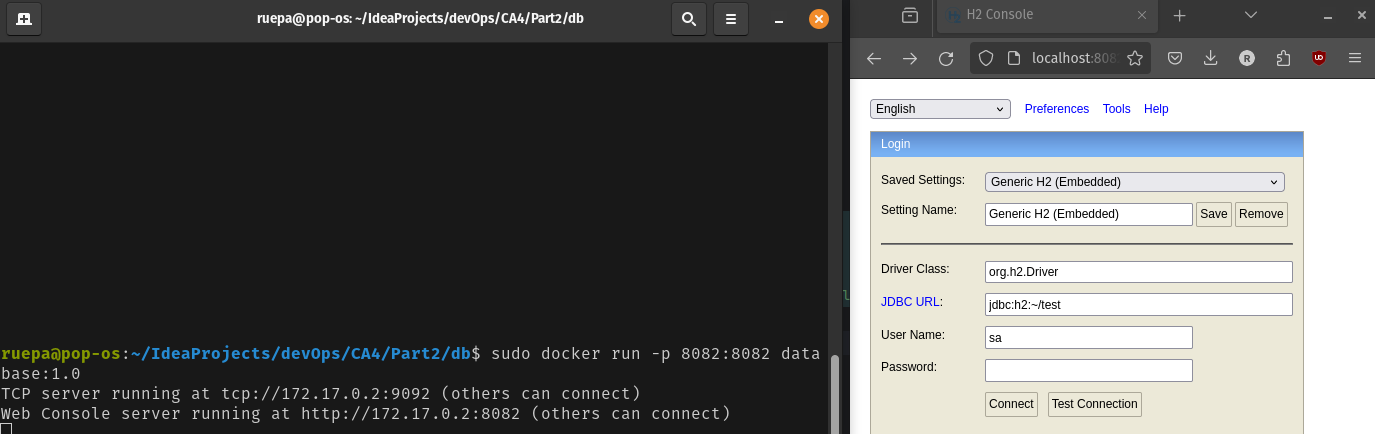 ruepa@pop-os: ~/IdeaProjects/devOps/CA4/Part2/db
ruepa@pop-os:~/IdeaProjects/devOps/CA4/Part2/db$ sudo docker run -p 8082:8082 data
base:1.0
TCP server running at tcp://172.17.0.2:9092 (others can connect)
Web Console server running at http://172.17.0.2:8082 (others can connect)
H2 Console
localhost:808
R
English Preferences Tools Help
Login
Saved Settings: Generic H2 (Embedded)
Setting Name: Generic H2 (Embedded) Save Remove
Driver Class: org.h2.Driver
JDBC URL: jdbc:h2:~/test
User Name: sa
Password:
Connect Test Connection